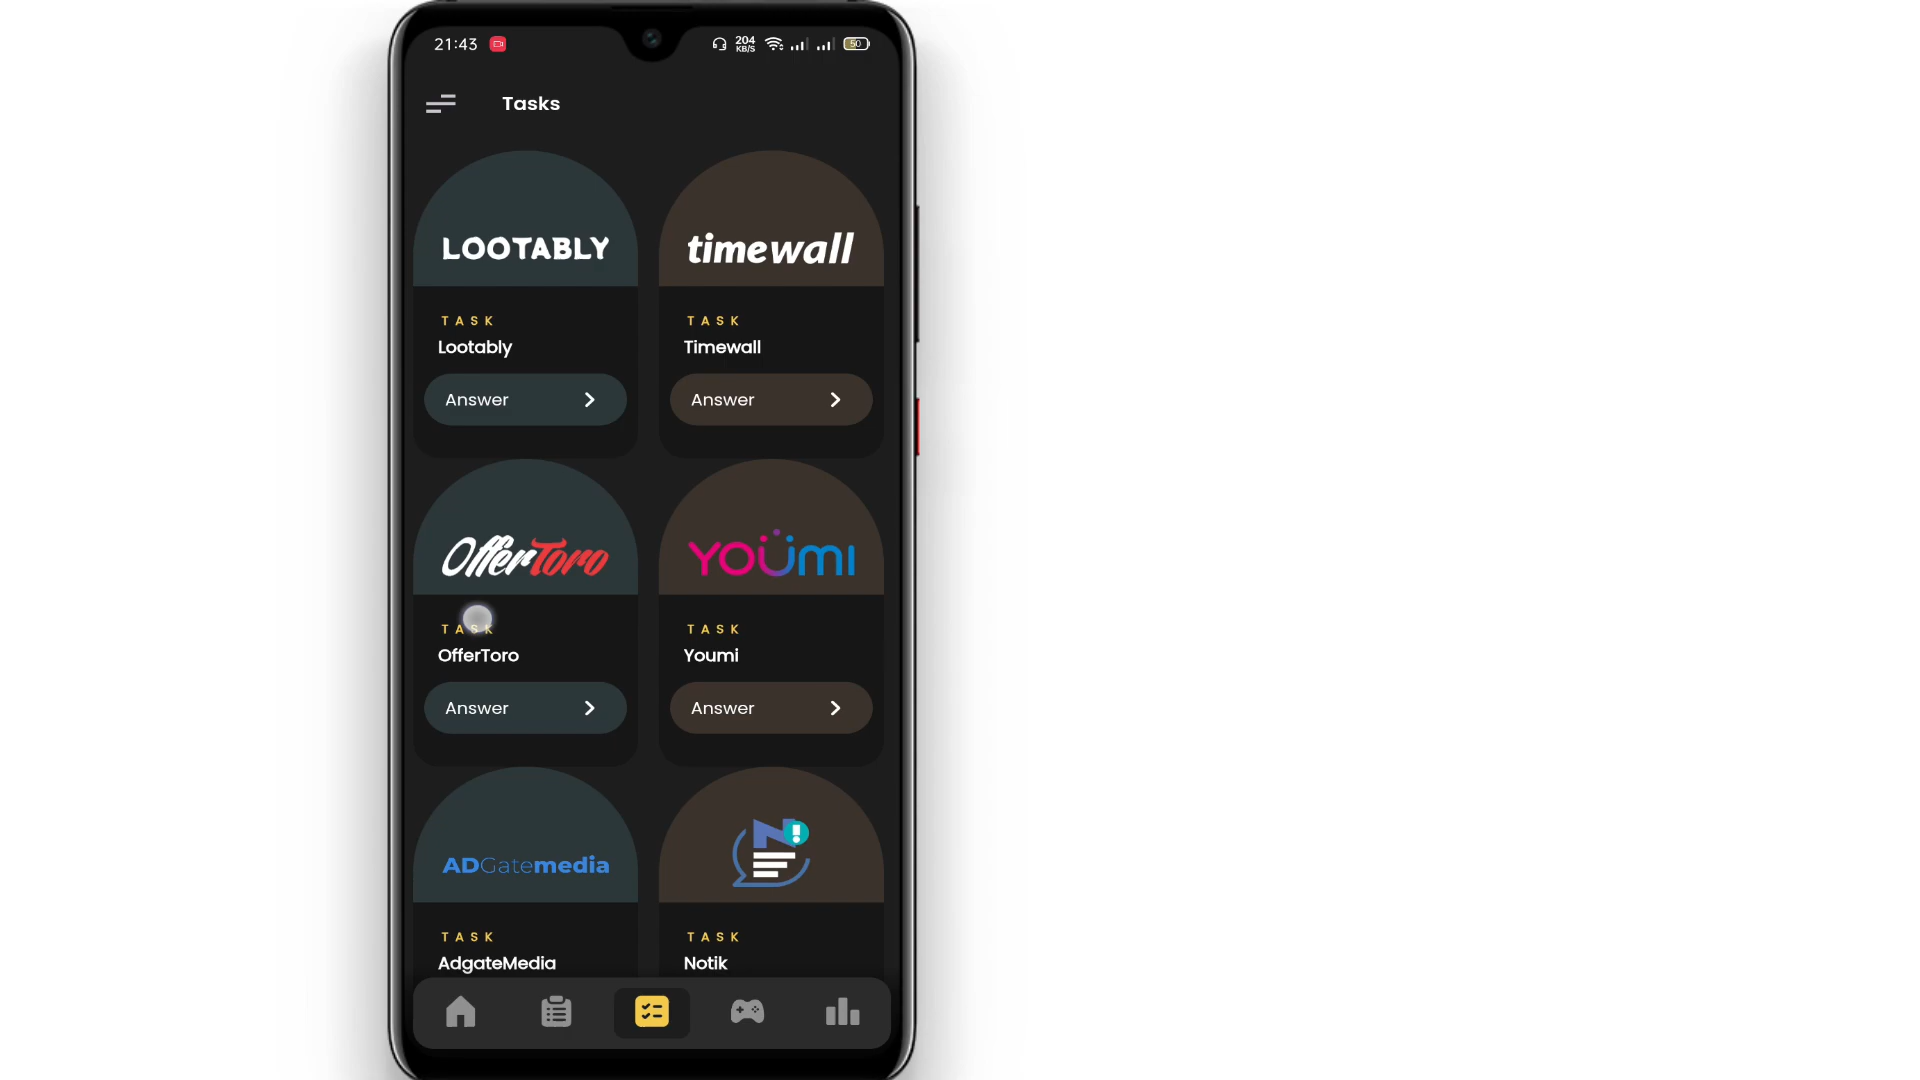 21:43
204
KB/S
50
Tasks
LOOTABLY
timewall
TASK
TASK
Lootably
Timewall
Answer
Answer
OfferToro
YOUMI
TASK
TASK
OfferToro
Youmi
Answer
Answer
ADGatemedia
N!
TASK
TASK
AdgateMedia
Notik